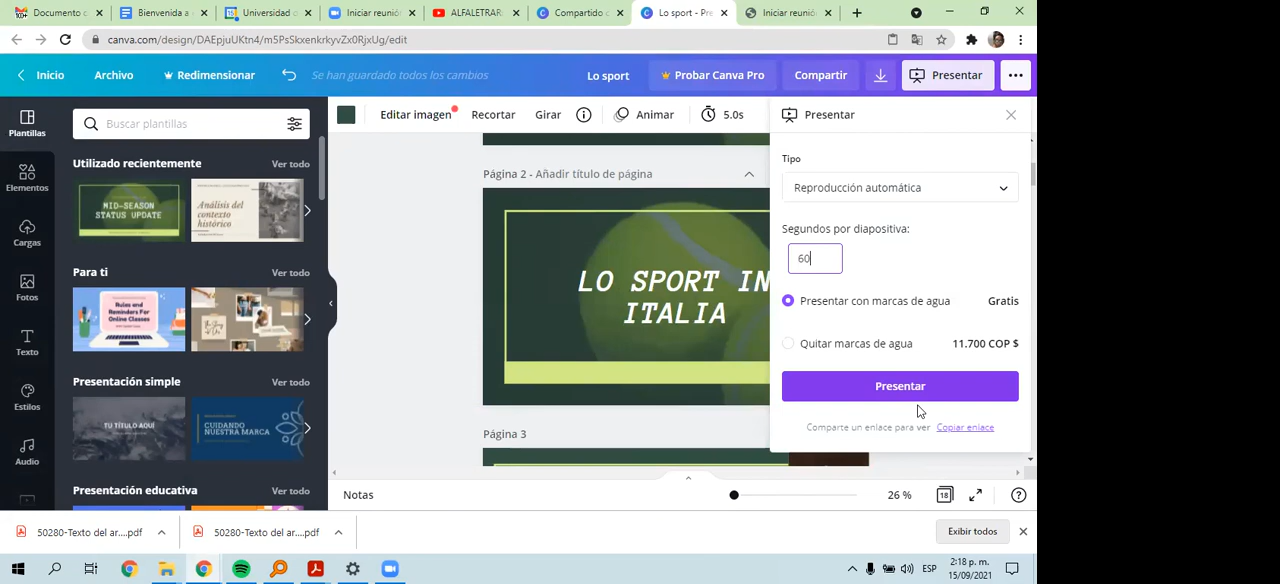 Documento c
Bienvenida a
Universidad d
Iniciar reunió
ALFALETRAR
Compartido c
Lo sport - Pre
Iniciar reunió
canva.com/design/DAEpjuUKtn4/m5PsSkxenkrkyvZx0RjxUg/edit
Inicio
Archivo
Redimensionar
Se han guardado todos los cambios
Lo sport
Probar Canva Pro
Compartir
Presentar
Plantillas
Elementos
Cargas
Fotos
Texto
Estilos
Audio
Buscar plantillas
Utilizado recientemente
Ver todo
MID-SEASON
STATUS UPDATE
Análisis del
contexto
histórico
Para ti
Ver todo
Rules and
Reminders For
Online Classes
Presentación simple
Ver todo
TU TÍTULO AQUÍ
CUIDANDO
NUESTRA MARCA
Presentación educativa
Ver todo
Editar imagen
Recortar
Girar
Animar
5.0s
Página 2 - Añadir título de página
LO SPORT IN
ITALIA
Página 3
Presentar
Tipo
Reproducción automática
Segundos por diapositiva:
60
Presentar con marcas de agua
Gratis
Quitar marcas de agua
11.700 COP $
Presentar
Comparte un enlace para ver Copiar enlace
Notas
26 %
18
50280-Texto del ar....pdf
50280-Texto del ar....pdf
Exibir todos
ESP
2:18 p. m.
15/09/2021